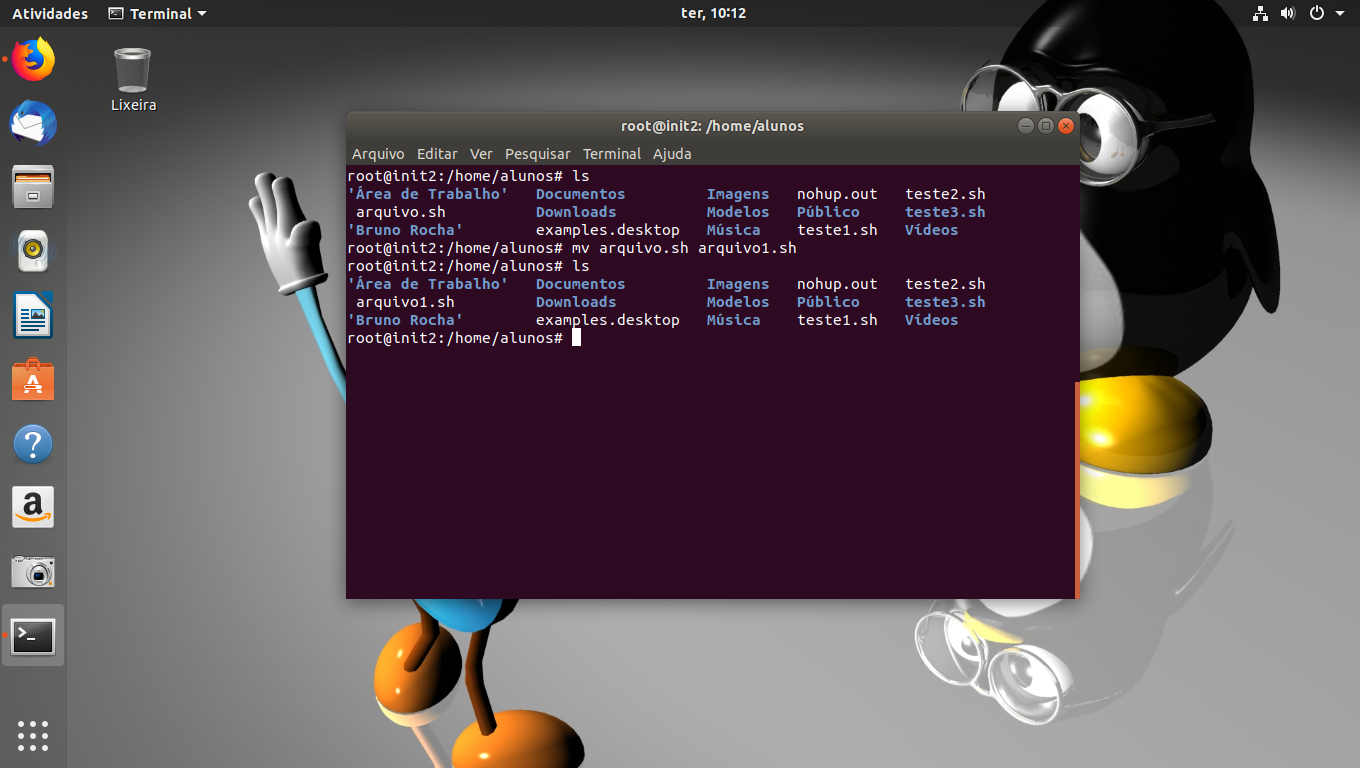 Atividades Terminal ter, 10:12
Lixeira
root@init2: /home/alunos
Arquivo Editar Ver Pesquisar Terminal Ajuda
root@init2:/home/alunos# ls
'Área de Trabalho' Documentos Imagens nohup.out teste2.sh
arquivo.sh Downloads Modelos Público teste3.sh
'Bruno Rocha' examples.desktop Música teste1.sh Vídeos
root@init2:/home/alunos# mv arquivo.sh arquivo1.sh
root@init2:/home/alunos# ls
'Área de Trabalho' Documentos Imagens nohup.out teste2.sh
arquivo1.sh Downloads Modelos Público teste3.sh
'Bruno Rocha' examples.desktop Música teste1.sh Vídeos
root@init2:/home/alunos#